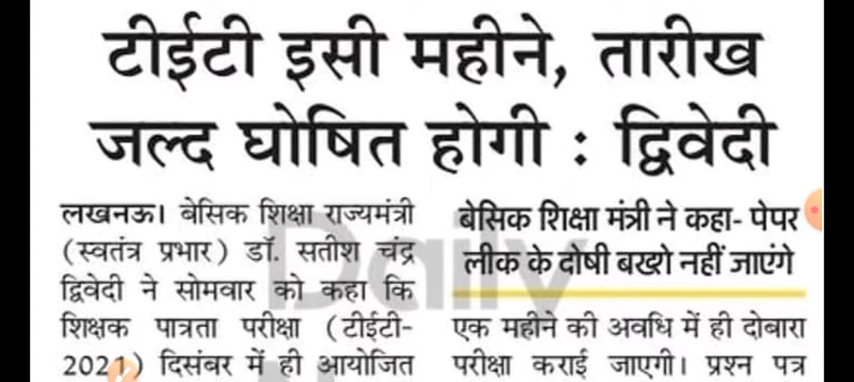 टीईटी इसी महीने, तारीख
जल्द घोषित होगी : द्विवेदी
लखनऊ। बेसिक शिक्षा राज्यमंत्री
(स्वतंत्र प्रभार) डॉ. सतीश चंद्र
द्विवेदी ने सोमवार को कहा कि
शिक्षक पात्रता परीक्षा (टीईटी-
2021) दिसंबर में ही आयोजित
बेसिक शिक्षा मंत्री ने कहा- पेपर
लीक के दोषी बख्शे नहीं जाएंगे
एक महीने की अवधि में ही दोबारा
परीक्षा कराई जाएगी। प्रश्न पत्र
Daily